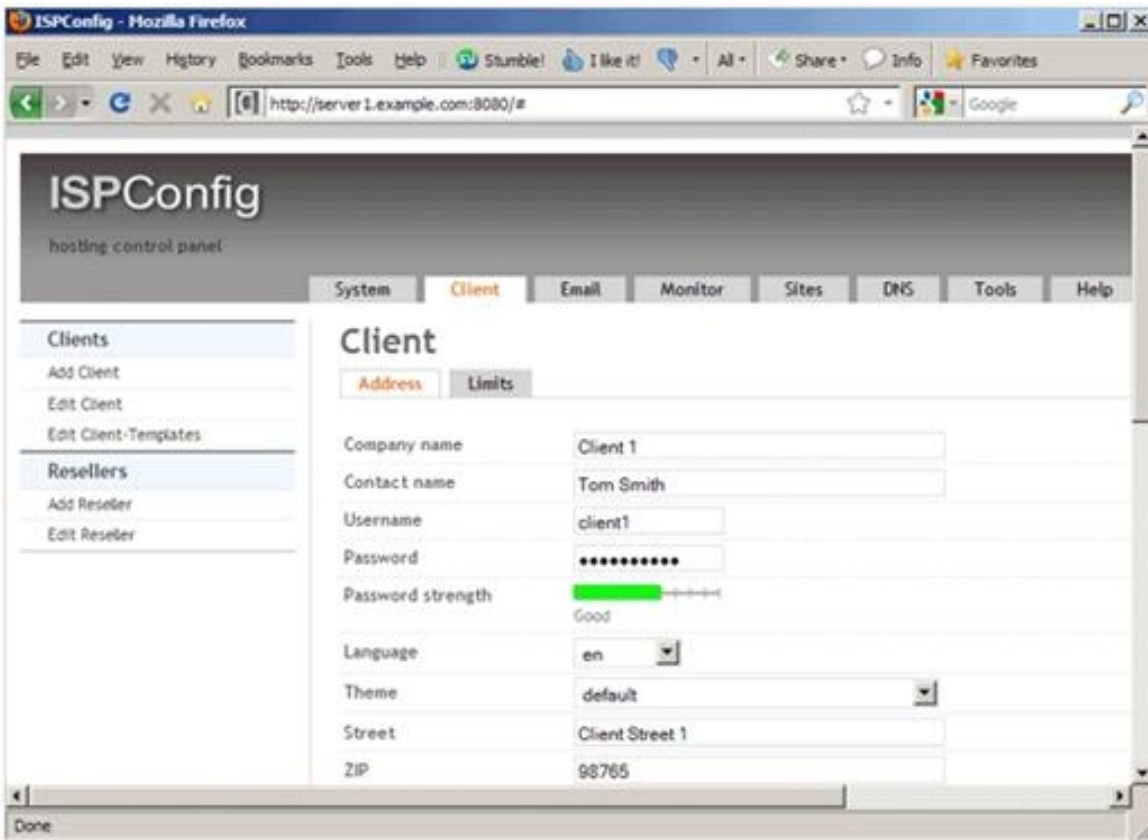 ISPConfig - Mozilla Firefox
File Edit View History Bookmarks Tools Help Stumble! I like it! All Share Info Favorites
http://server1.example.com:8080/# Google
ISPConfig
hosting control panel
System Client Email Monitor Sites DNS Tools Help
Clients
Add Client
Edit Client
Edit Client-Templates
Resellers
Add Reseller
Edit Reseller
Client
Address Limits
Company name Client 1
Contact name Tom Smith
Username client1
Password ••••••••••
Password strength
Good
Language en
Theme default
Street Client Street 1
ZIP 98765
Done